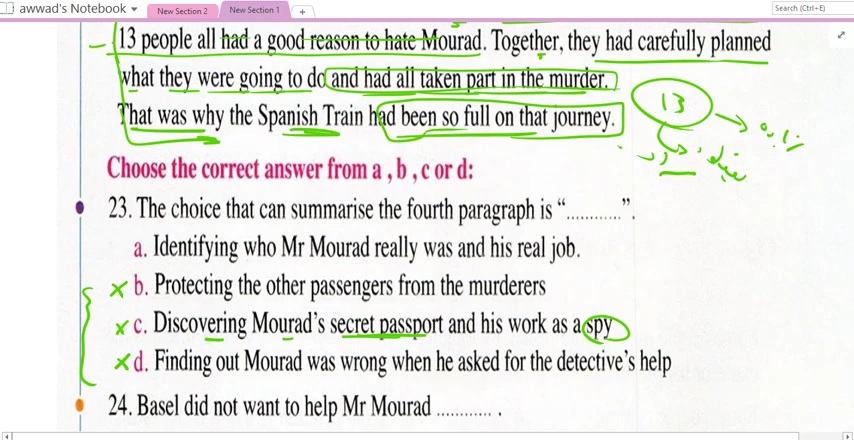 awwad's Notebook
New Section 2
New Section 1
+
Search (Ctrl+E)
13 people all had a good reason to hate Mourad. Together, they had carefully planned
what they were going to do and had all taken part in the murder.
13
That was why the Spanish Train had been so full on that journey.
Choose the correct answer from a , b , c or d:
23. The choice that can summarise the fourth paragraph is “............”.
a. Identifying who Mr Mourad really was and his real job.
× b. Protecting the other passengers from the murderers
× c. Discovering Mourad's secret passport and his work as a spy
× d. Finding out Mourad was wrong when he asked for the detective's help
24. Basel did not want to help Mr Mourad ............ .